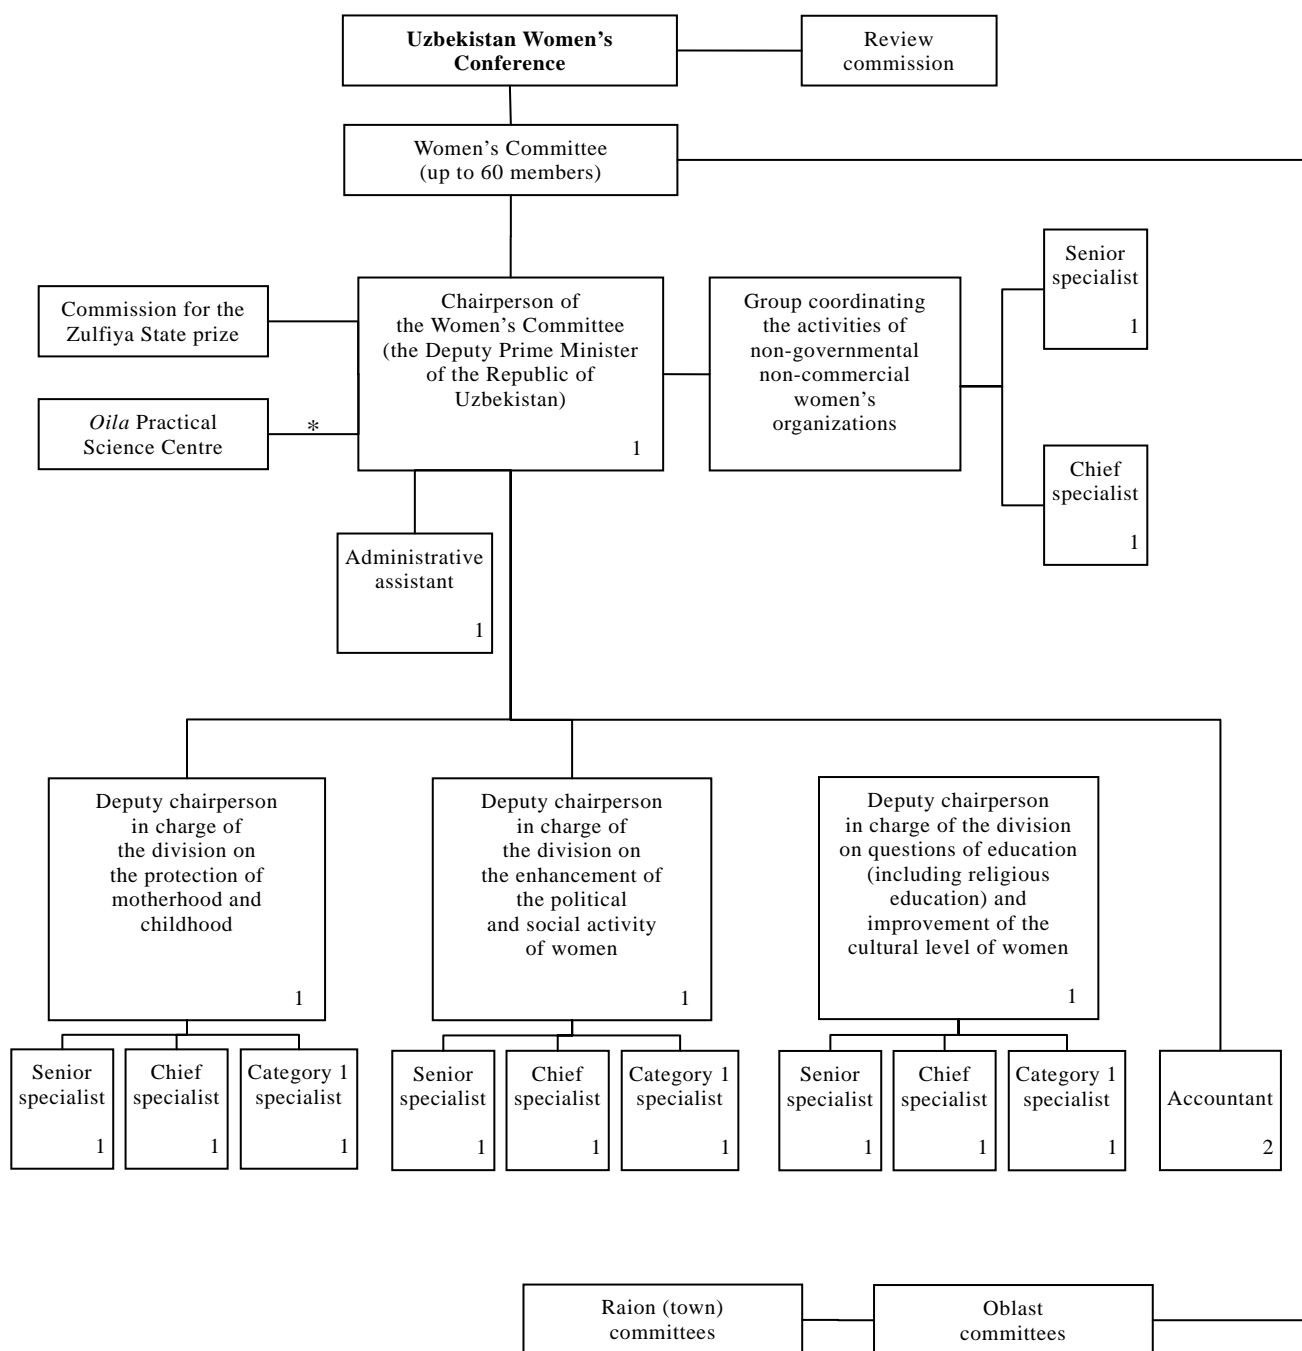 Uzbekistan Women's
Conference
Review
commission
Women's Committee
(up to 60 members)
Senior
specialist
1
Commission for the
Zulfiya State prize
Chairperson of
the Women's Committee
(the Deputy Prime Minister
of the Republic of
Uzbekistan)
1
Group coordinating
the activities of
non-governmental
non-commercial
women's
organizations
Oila Practical
Science Centre
*
Chief
specialist
1
Administrative
assistant
1
Deputy chairperson
in charge of
the division on
the protection of
motherhood and
childhood
1
Deputy chairperson
in charge of
the division on
the enhancement of
the political
and social activity
of women
1
Deputy chairperson
in charge of the division
on questions of education
(including religious
education) and
improvement of the
cultural level of women
1
Senior
specialist
1
Chief
specialist
1
Category 1
specialist
1
Senior
specialist
1
Chief
specialist
1
Category 1
specialist
1
Senior
specialist
1
Chief
specialist
1
Category 1
specialist
1
Accountant
2
Raion (town)
committees
Oblast
committees